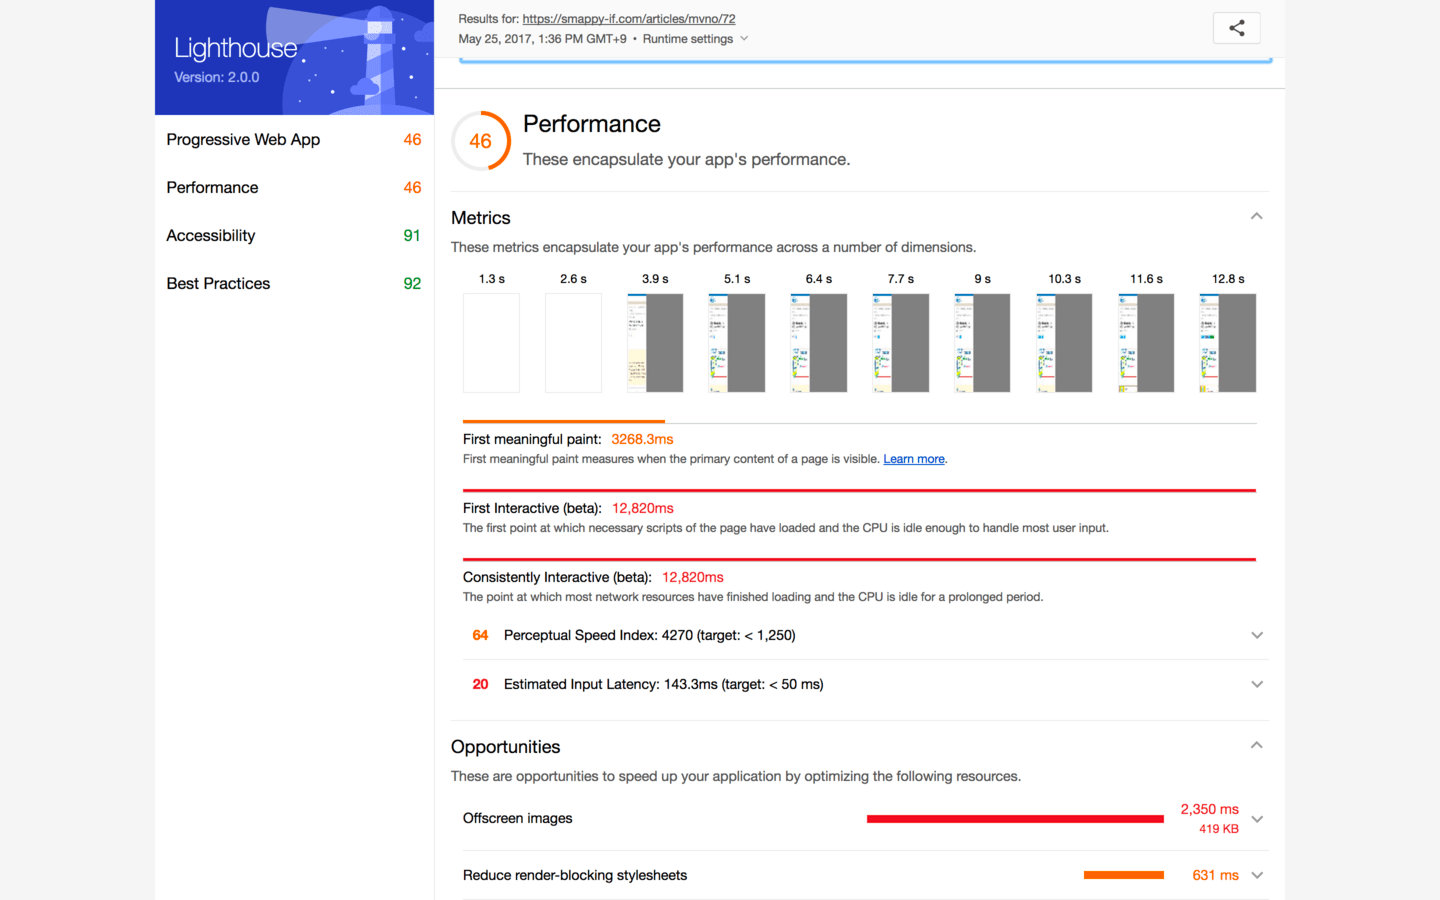 Lighthouse
Version: 2.0.0
Progressive Web App 46
Performance 46
Accessibility 91
Best Practices 92
Results for: https://smappy-if.com/articles/mvno/72
May 25, 2017, 1:36 PM GMT+9 • Runtime settings
46
Performance
These encapsulate your app's performance.
Metrics
These metrics encapsulate your app's performance across a number of dimensions.
1.3 s 2.6 s 3.9 s 5.1 s 6.4 s 7.7 s 9 s 10.3 s 11.6 s 12.8 s
First meaningful paint: 3268.3ms
First meaningful paint measures when the primary content of a page is visible. Learn more.
First Interactive (beta): 12,820ms
The first point at which necessary scripts of the page have loaded and the CPU is idle enough to handle most user input.
Consistently Interactive (beta): 12,820ms
The point at which most network resources have finished loading and the CPU is idle for a prolonged period.
64 Perceptual Speed Index: 4270 (target: < 1,250)
20 Estimated Input Latency: 143.3ms (target: < 50 ms)
Opportunities
These are opportunities to speed up your application by optimizing the following resources.
Offscreen images 2,350 ms
419 KB
Reduce render-blocking stylesheets 631 ms